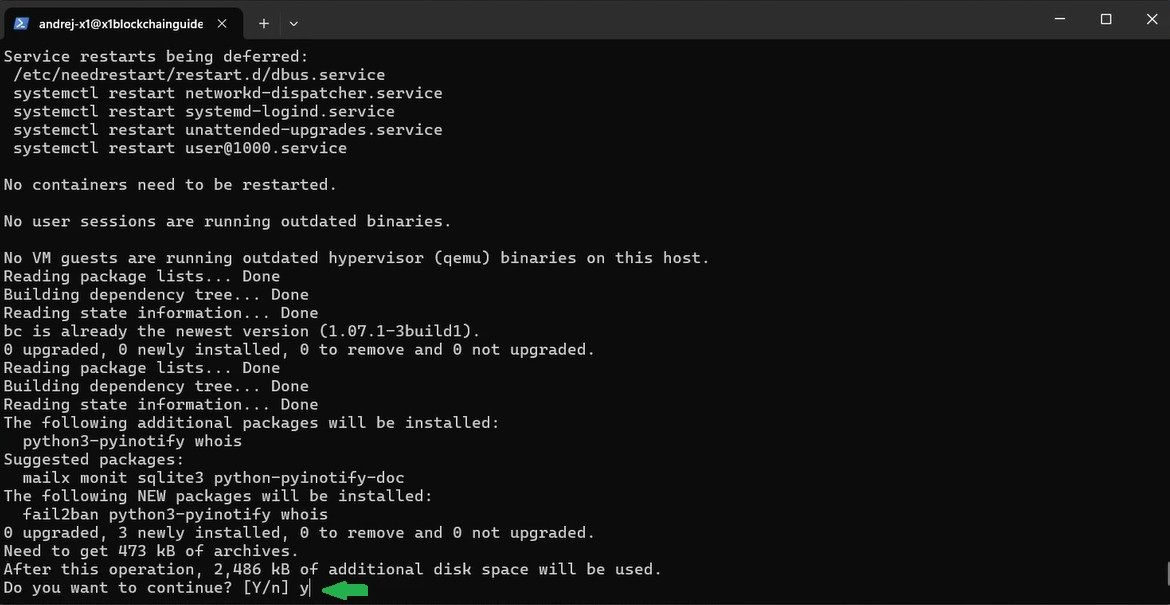 andrej-x1@x1blockchainguide
Service restarts being deferred:
/etc/needrestart/restart.d/dbus.service
systemctl restart networkd-dispatcher.service
systemctl restart systemd-logind.service
systemctl restart unattended-upgrades.service
systemctl restart user@1000.service
No containers need to be restarted.
No user sessions are running outdated binaries.
No VM guests are running outdated hypervisor (qemu) binaries on this host.
Reading package lists... Done
Building dependency tree... Done
Reading state information... Done
bc is already the newest version (1.07.1-3build1).
0 upgraded, 0 newly installed, 0 to remove and 0 not upgraded.
Reading package lists... Done
Building dependency tree... Done
Reading state information... Done
The following additional packages will be installed:
python3-pyinotify whois
Suggested packages:
mailx monit sqlite3 python-pyinotify-doc
The following NEW packages will be installed:
fail2ban python3-pyinotify whois
0 upgraded, 3 newly installed, 0 to remove and 0 not upgraded.
Need to get 473 kB of archives.
After this operation, 2,486 kB of additional disk space will be used.
Do you want to continue? [Y/n] y